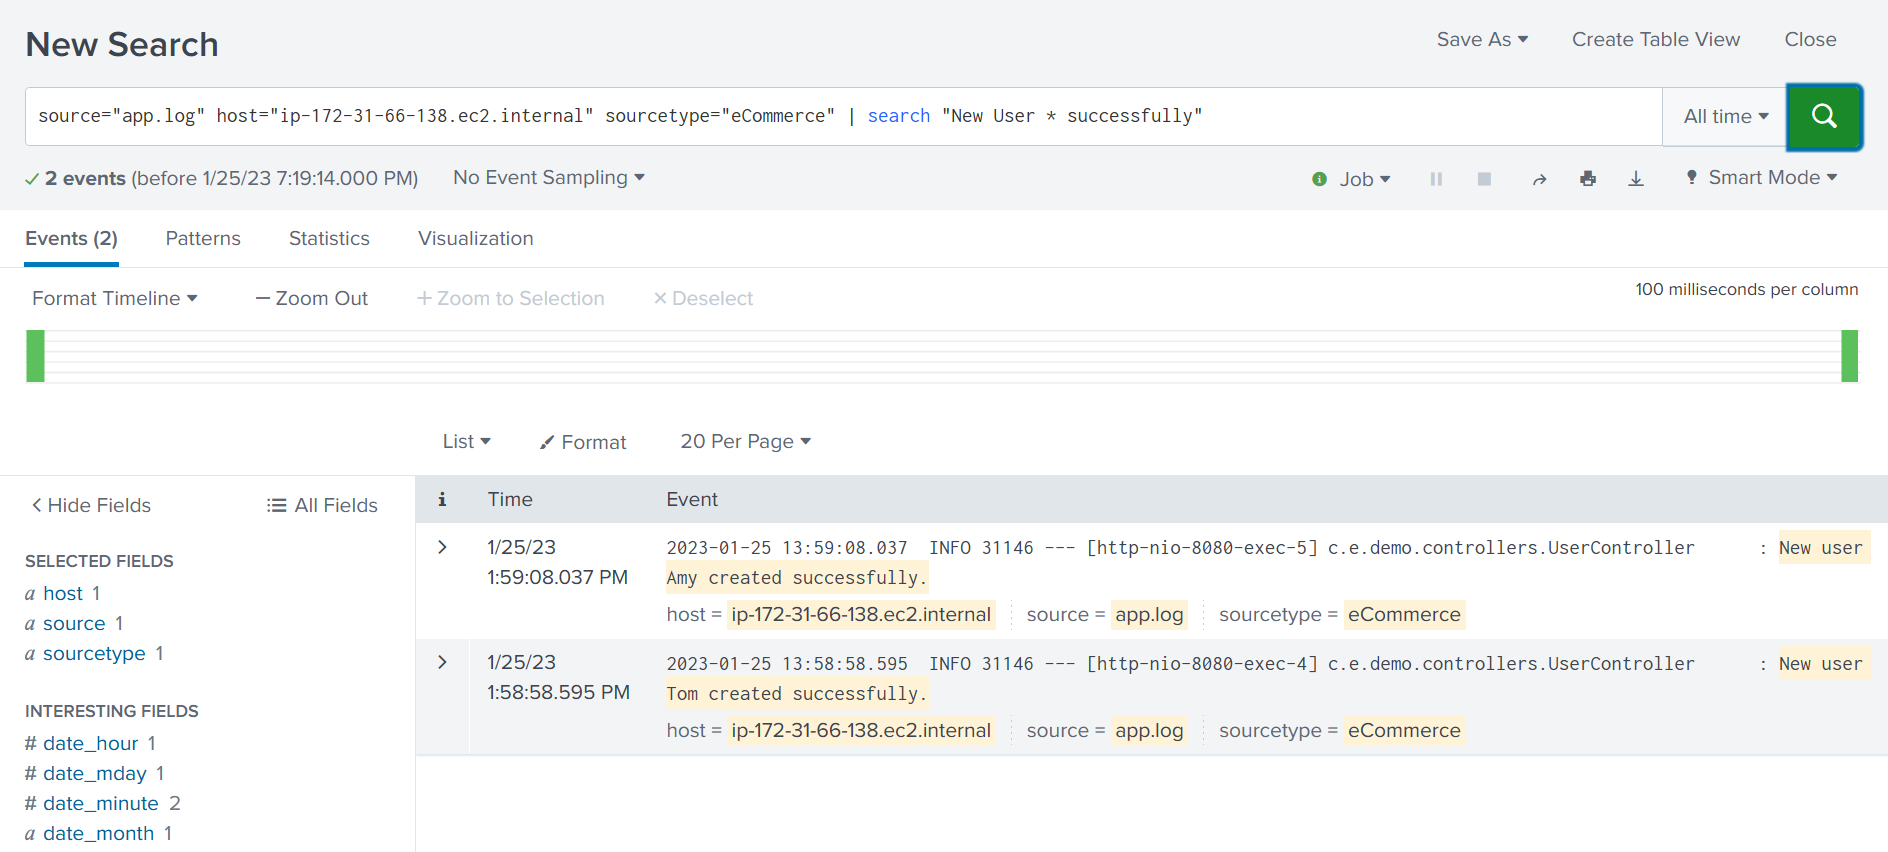 New Search
Save As
Create Table View
Close
source="app.log" host="ip-172-31-66-138.ec2.internal" sourcetype="eCommerce" | search "New User * successfully"
All time
2 events (before 1/25/23 7:19:14.000 PM)
No Event Sampling
Job
Smart Mode
Events (2)
Patterns
Statistics
Visualization
Format Timeline
Zoom Out
Zoom to Selection
Deselect
100 milliseconds per column
List
Format
20 Per Page
Hide Fields
All Fields
SELECTED FIELDS
a host 1
a source 1
a sourcetype 1
INTERESTING FIELDS
# date_hour 1
# date_mday 1
# date_minute 2
a date_month 1
i
Time
Event
1/25/23
1:59:08.037 PM
2023-01-25 13:59:08.037  INFO 31146 --- [http-nio-8080-exec-5] c.e.demo.controllers.UserController      : New user
Amy created successfully.
host = ip-172-31-66-138.ec2.internal
source = app.log
sourcetype = eCommerce
1/25/23
1:58:58.595 PM
2023-01-25 13:58:58.595  INFO 31146 --- [http-nio-8080-exec-4] c.e.demo.controllers.UserController      : New user
Tom created successfully.
host = ip-172-31-66-138.ec2.internal
source = app.log
sourcetype = eCommerce